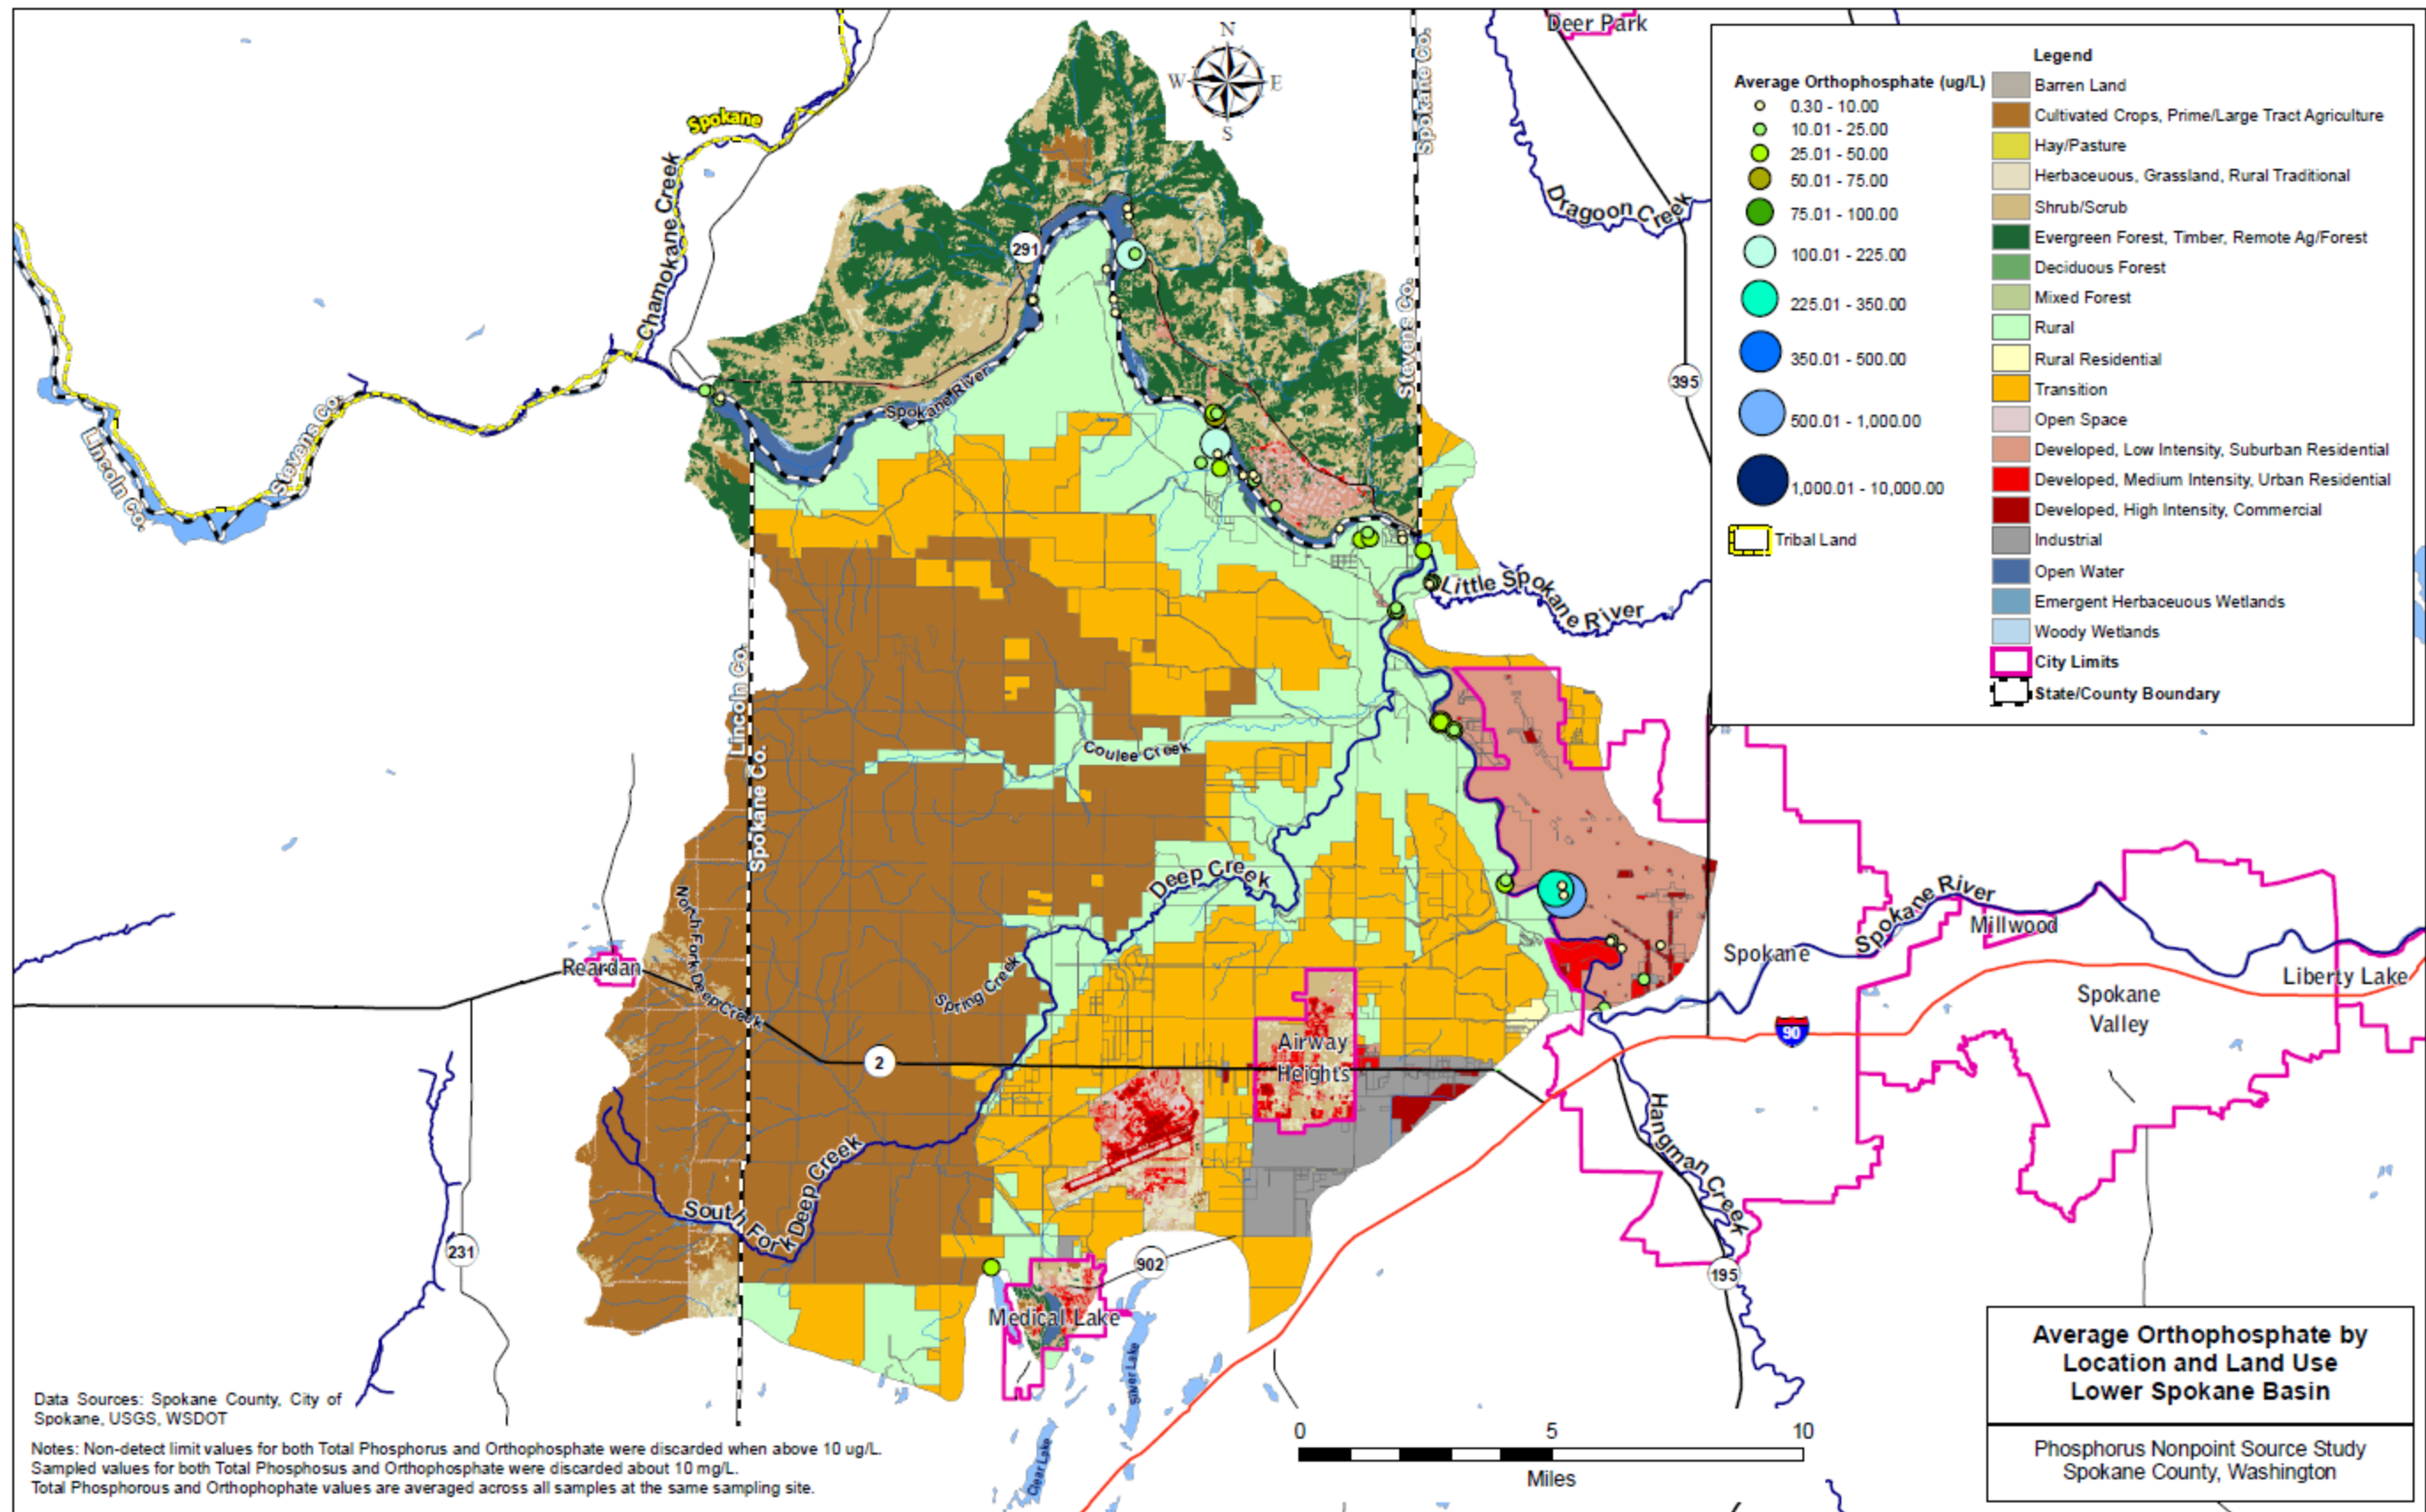 Deer Park
N
W
E
S
Spokane Co.
Stevens Co.
Spokane
Chamokane Creek
Dragoon Creek
291
395
Spokane River
Stevens Co.
Lincoln Co.
Little Spokane River
Lincoln Co.
Spokane Co.
Coulee Creek
Deep Creek
North Fork Deep Creek
Reardan
Spring Creek
2
Airway
Heights
Spokane
Spokane River
Millwood
Liberty Lake
Spokane
Valley
90
Hangman Creek
South Fork Deep Creek
231
902
195
Medical Lake
Silver Lake
Clear Lake
Legend
Average Orthophosphate (ug/L)
0.30 - 10.00
10.01 - 25.00
25.01 - 50.00
50.01 - 75.00
75.01 - 100.00
100.01 - 225.00
225.01 - 350.00
350.01 - 500.00
500.01 - 1,000.00
1,000.01 - 10,000.00
Tribal Land
Barren Land
Cultivated Crops, Prime/Large Tract Agriculture
Hay/Pasture
Herbaceuous, Grassland, Rural Traditional
Shrub/Scrub
Evergreen Forest, Timber, Remote Ag/Forest
Deciduous Forest
Mixed Forest
Rural
Rural Residential
Transition
Open Space
Developed, Low Intensity, Suburban Residential
Developed, Medium Intensity, Urban Residential
Developed, High Intensity, Commercial
Industrial
Open Water
Emergent Herbaceuous Wetlands
Woody Wetlands
City Limits
State/County Boundary
Data Sources: Spokane County, City of
Spokane, USGS, WSDOT
Notes: Non-detect limit values for both Total Phosphorus and Orthophosphate were discarded when above 10 ug/L.
Sampled values for both Total Phosphosus and Orthophosphate were discarded about 10 mg/L.
Total Phosphorous and Orthophophate values are averaged across all samples at the same sampling site.
0 5 10
Miles
Average Orthophosphate by
Location and Land Use
Lower Spokane Basin
Phosphorus Nonpoint Source Study
Spokane County, Washington